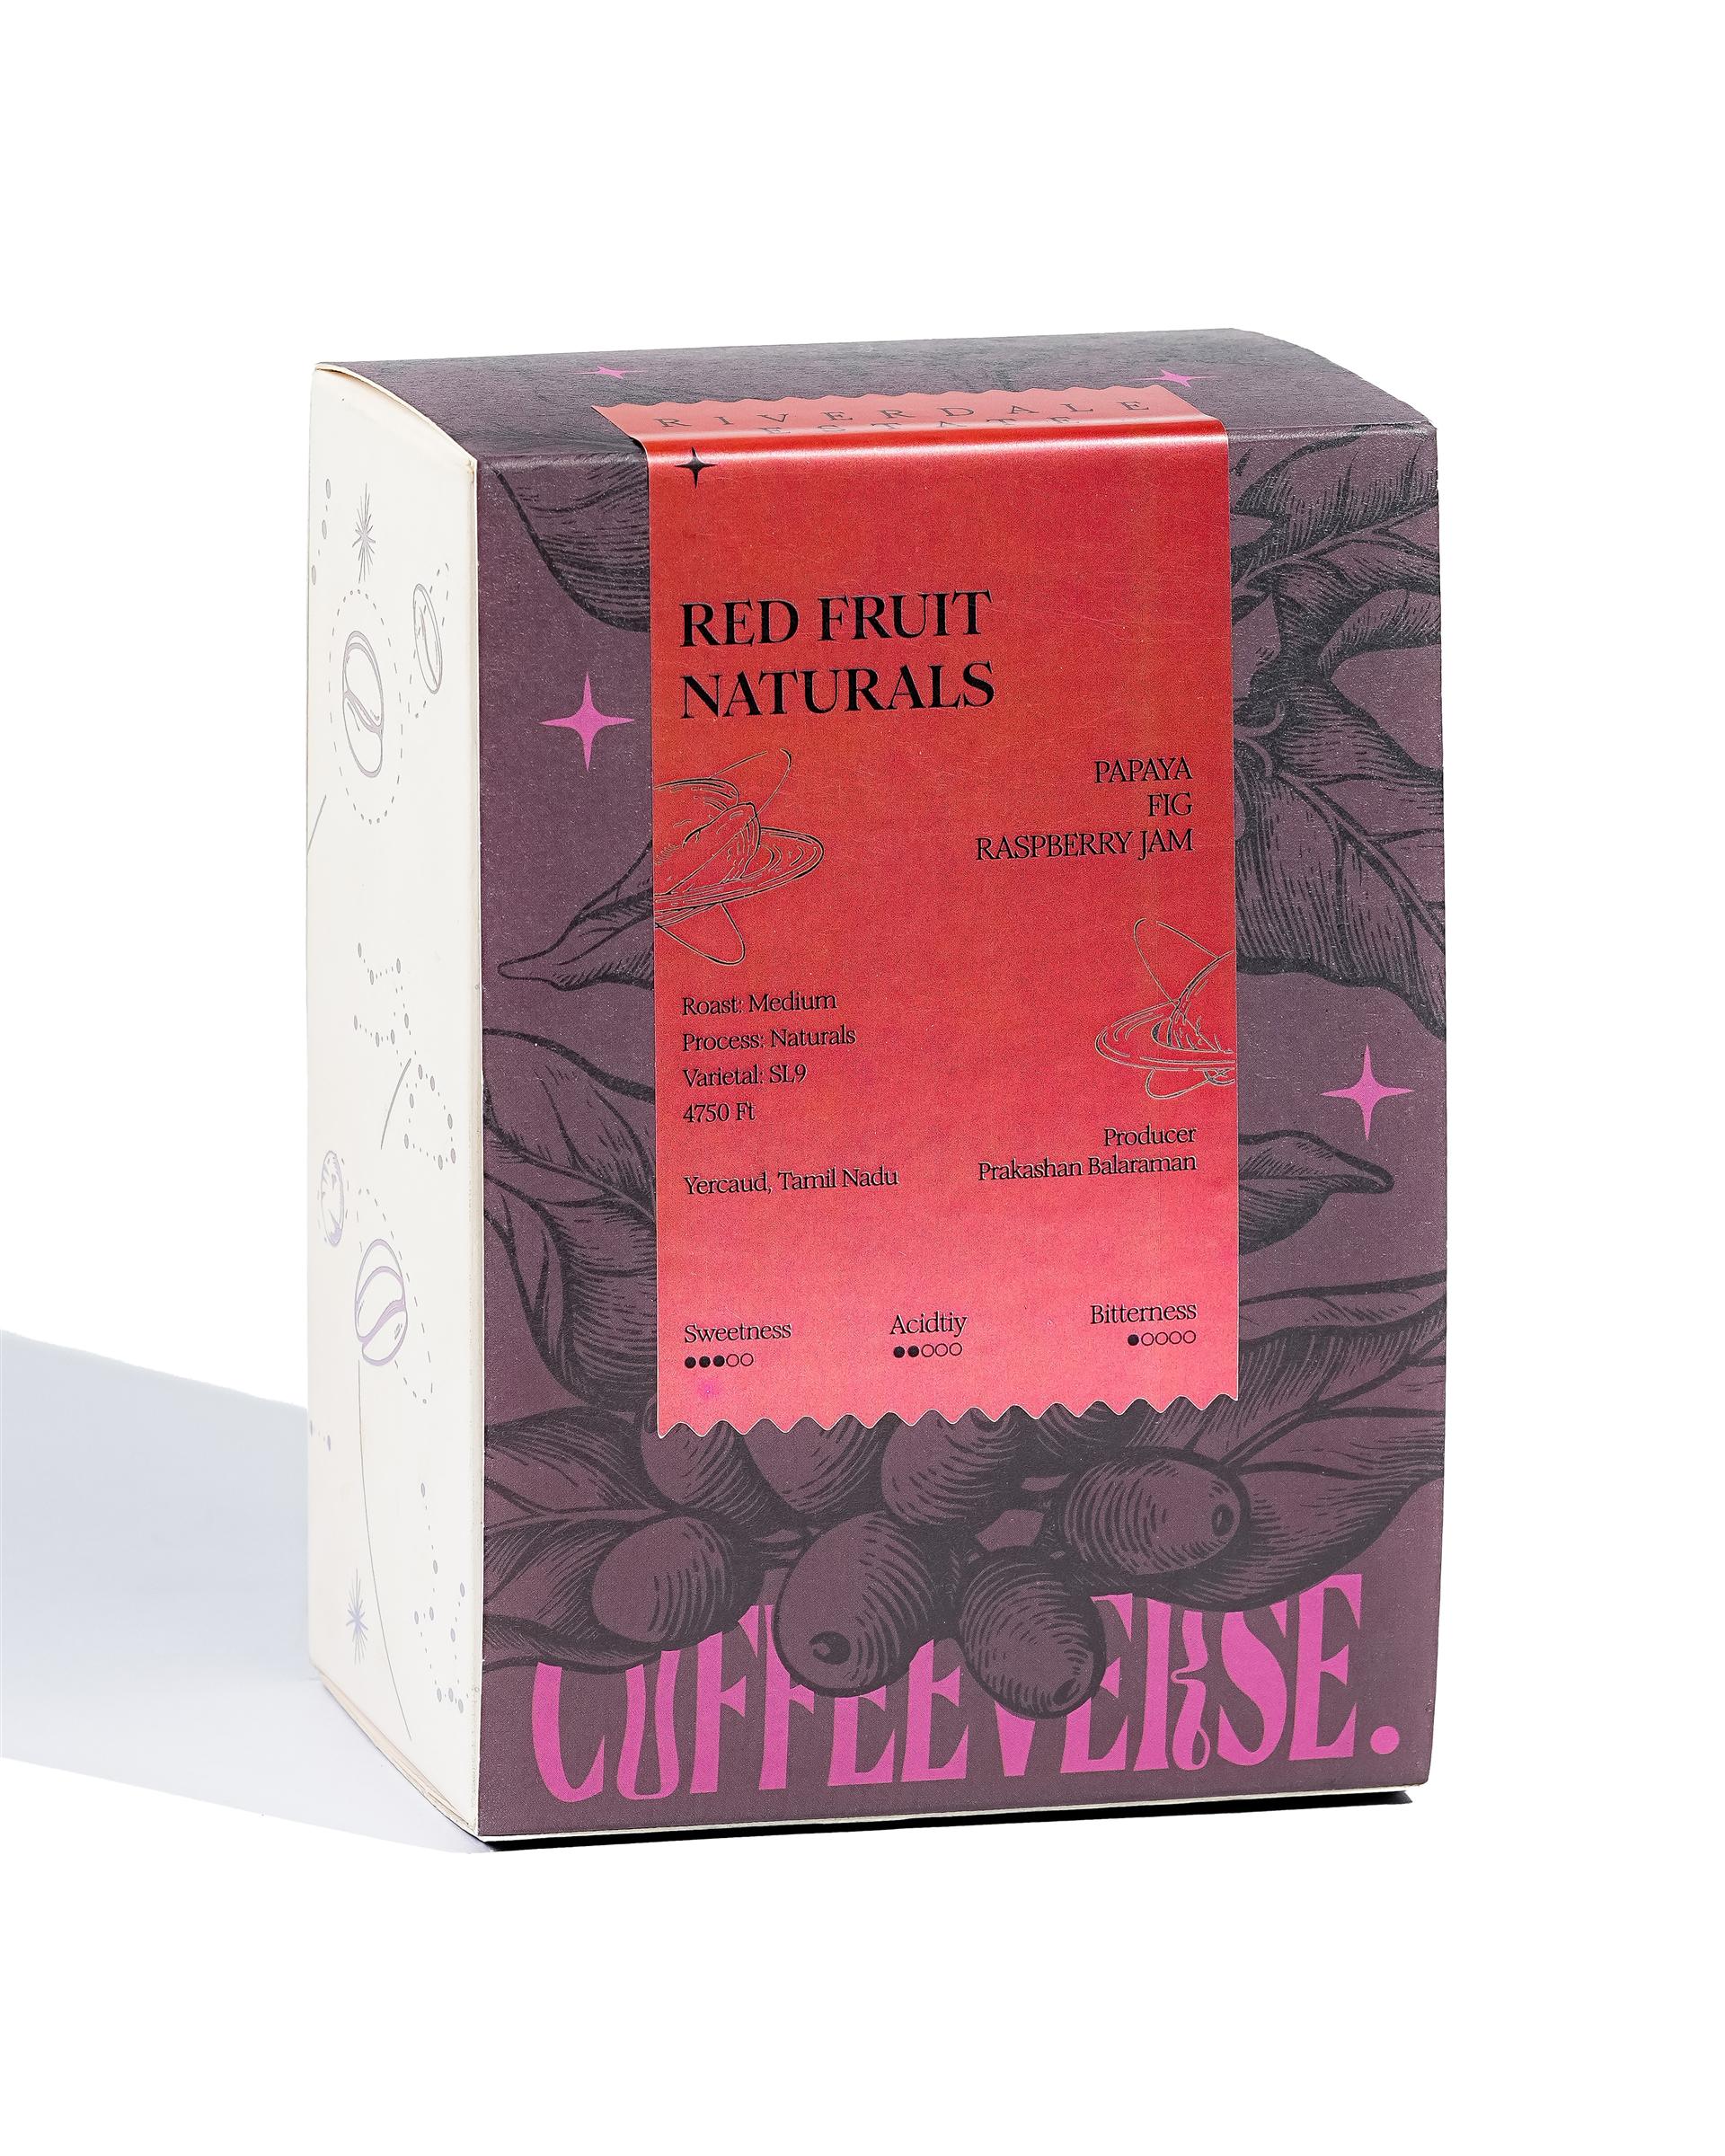 RIVERDALE
ESTATE
RED FRUIT
NATURALS
PAPAYA
FIG
RASPBERRY JAM
Roast: Medium
Process: Naturals
Varietal: SL9
4750 Ft
Yercaud, Tamil Nadu
Producer
Prakashan Balaraman
Sweetness
Acidtiy
Bitterness
COFFEEVERSE.